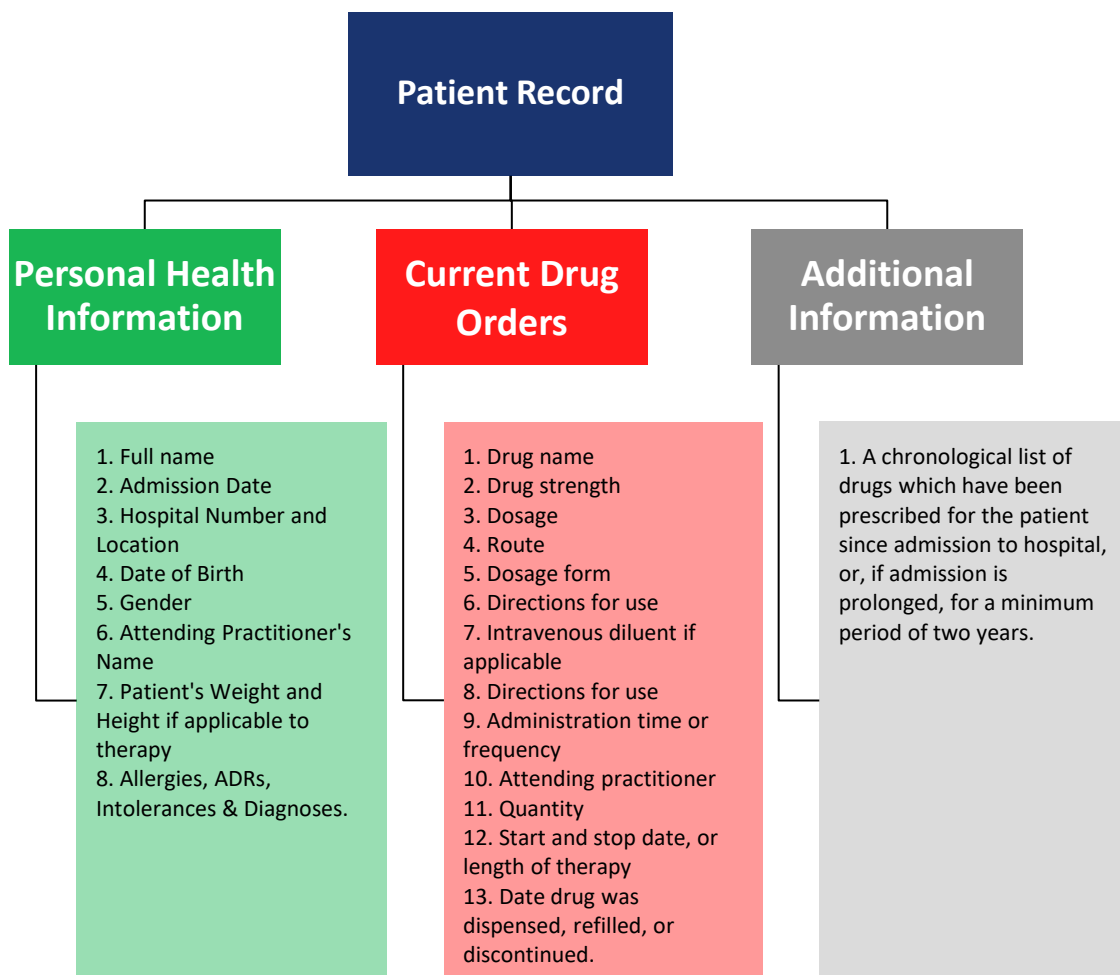 Patient Record
Personal Health
Information
Current Drug
Orders
Additional
Information
1. Full name
2. Admission Date
3. Hospital Number and
Location
4. Date of Birth
5. Gender
6. Attending Practitioner's
Name
7. Patient's Weight and
Height if applicable to
therapy
8. Allergies, ADRs,
Intolerances & Diagnoses.
1. Drug name
2. Drug strength
3. Dosage
4. Route
5. Dosage form
6. Directions for use
7. Intravenous diluent if
applicable
8. Directions for use
9. Administration time or
frequency
10. Attending practitioner
11. Quantity
12. Start and stop date, or
length of therapy
13. Date drug was
dispensed, refilled, or
discontinued.
1. A chronological list of
drugs which have been
prescribed for the patient
since admission to hospital,
or, if admission is
prolonged, for a minimum
period of two years.